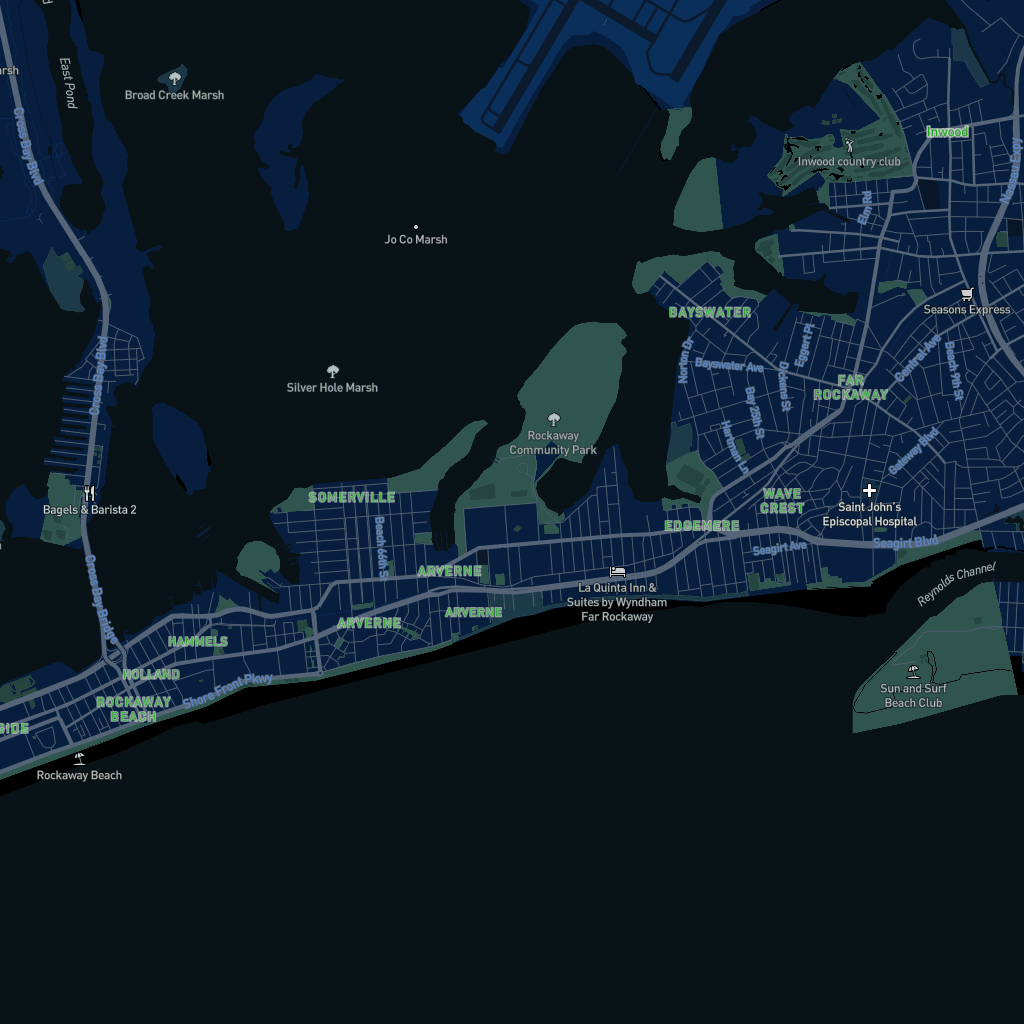 East Pond
Broad Creek Marsh
Cross Bay Blvd
Inwood
Inwood country club
Nassau Expy
Elm Rd
Jo Co Marsh
Seasons Express
BAYSWATER
Norton Dr
Bayswater Ave
Eggert Pl
Central Ave
Beach 9th St
Cross Bay Blvd
Silver Hole Marsh
FAR
ROCKAWAY
Bay 28th St
Hartman Ln
Gateway Blvd
Rockaway
Community Park
SOMERVILLE
Bagels & Barista 2
WAVE
CREST
Saint John's
Episcopal Hospital
EDGEMERE
Seagirt Ave
Seagirt Blvd
Beach 66th St
ARVERNE
La Quinta Inn &
Suites by Wyndham
Far Rockaway
Reynolds Channel
Cross Bay Bridge
ARVERNE
ARVERNE
HAMMELS
HOLLAND
Shore Front Pkwy
ROCKAWAY
BEACH
SIDE
Sun and Surf
Beach Club
Rockaway Beach